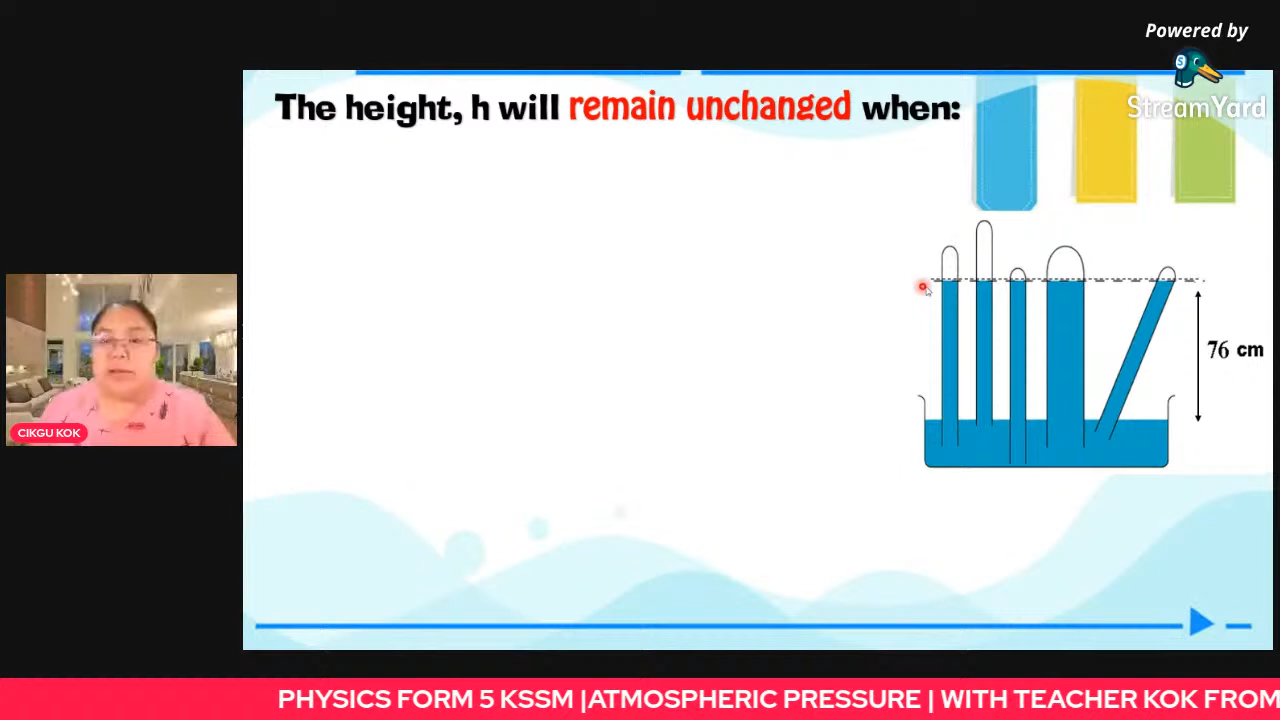 Powered by
StreamYard
The height, h will remain unchanged when:
76 cm
CIKGU KOK
PHYSICS FORM 5 KSSM |ATMOSPHERIC PRESSURE | WITH TEACHER KOK FROM